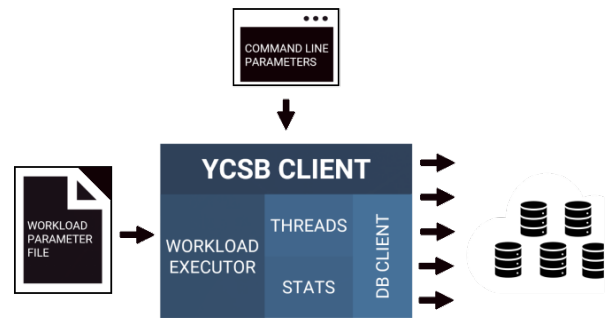 COMMAND LINE
PARAMETERS
YCSB CLIENT
WORKLOAD
PARAMETER
FILE
WORKLOAD
EXECUTOR
THREADS
STATS
DB CLIENT